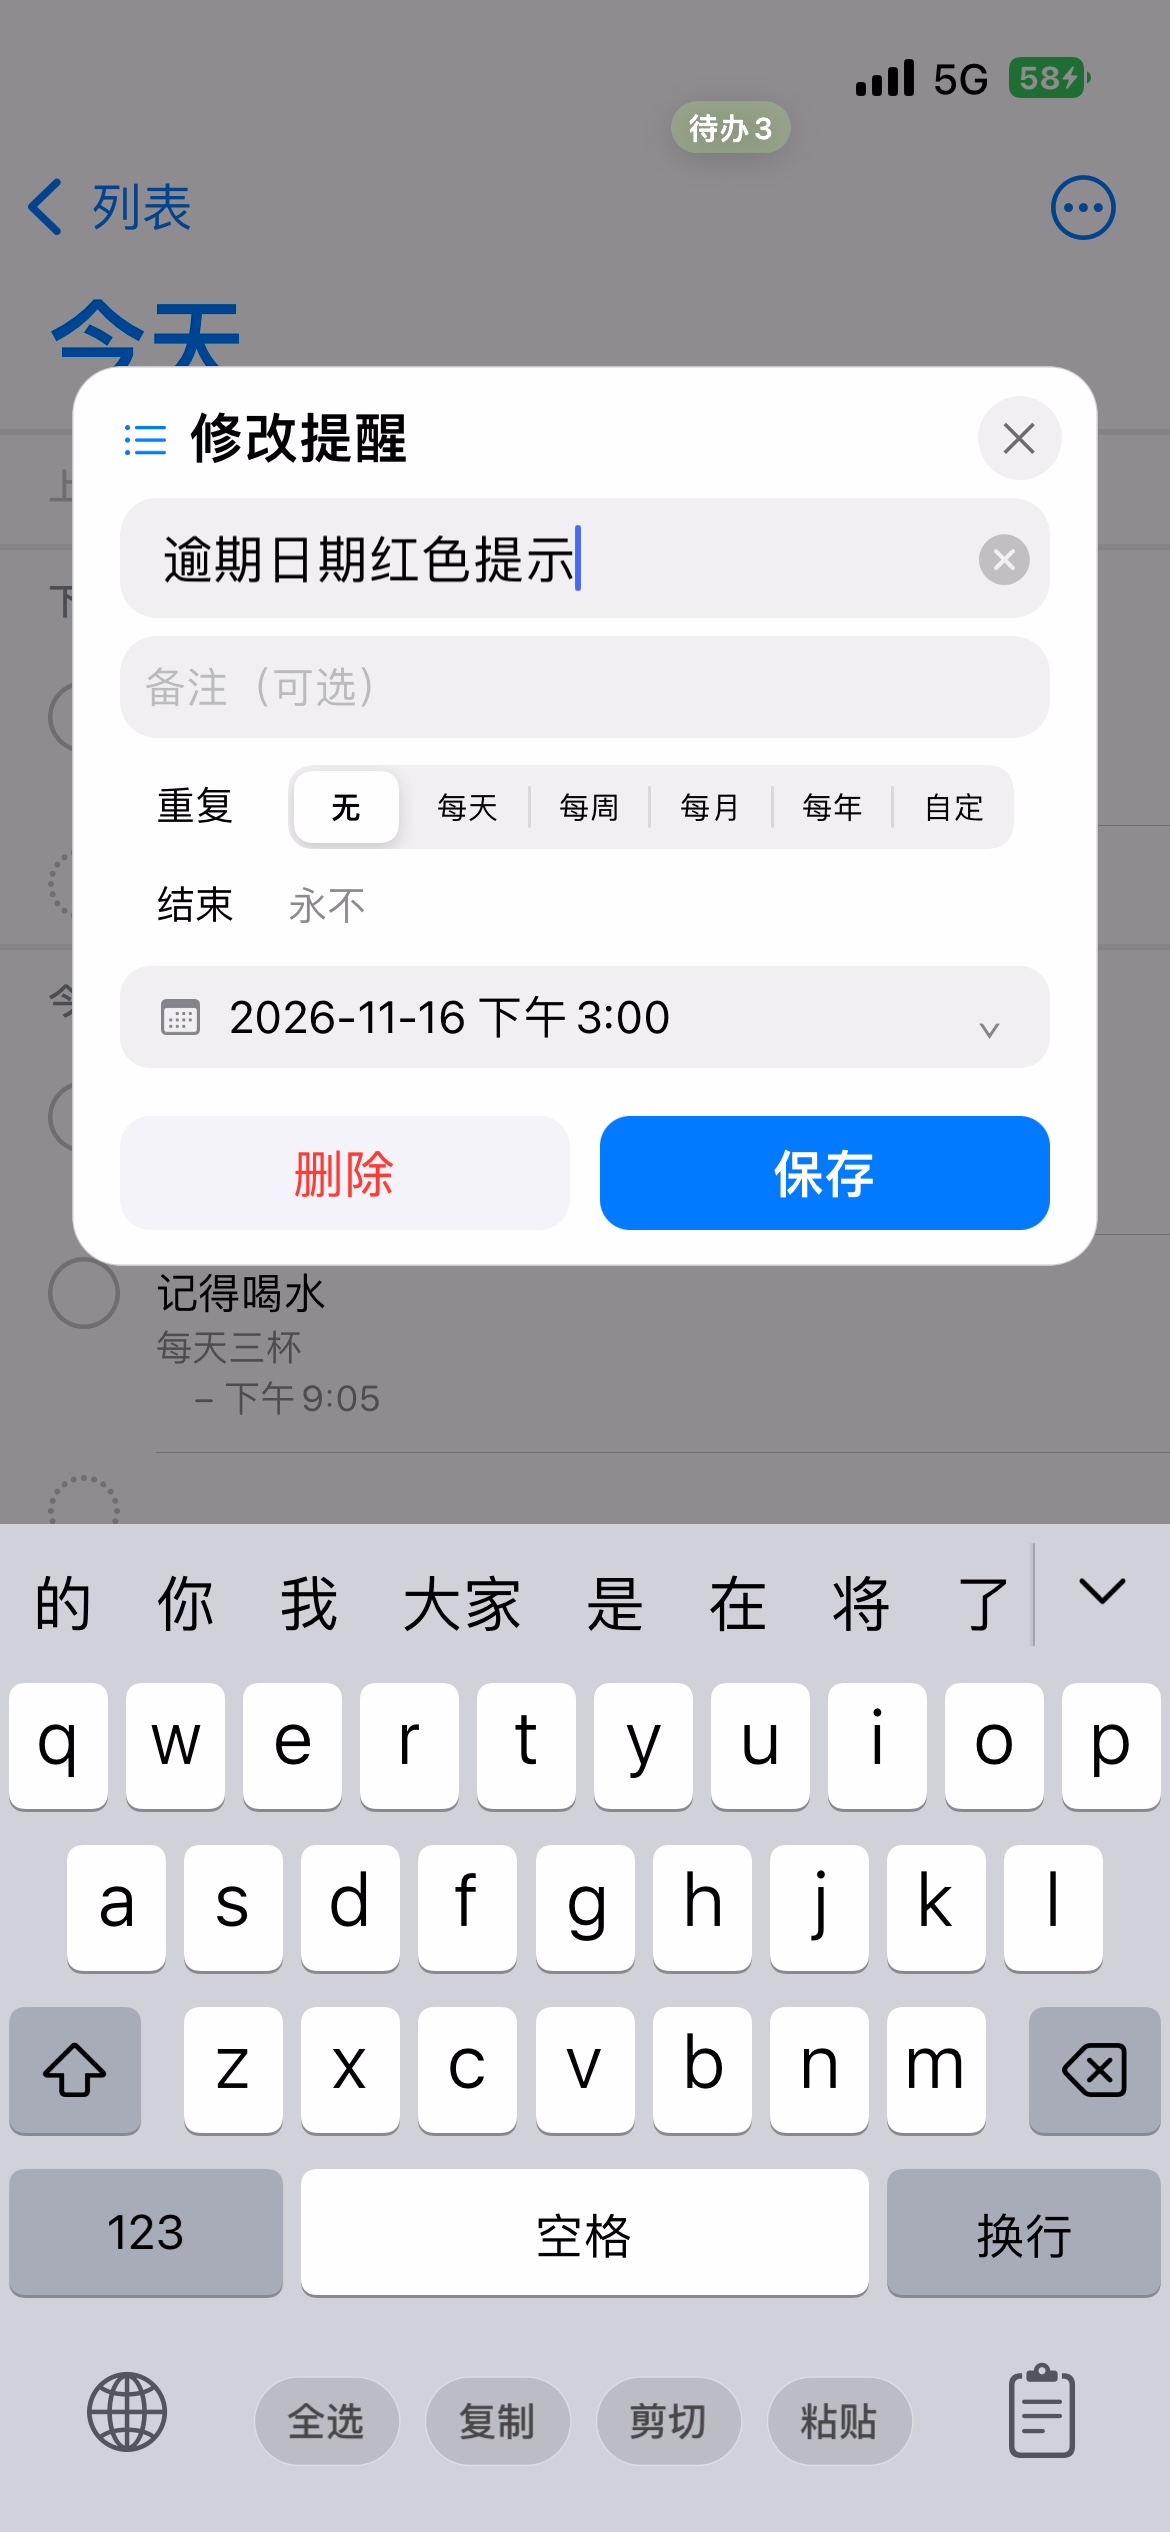 5G 58
待办 3
列表
今天
修改提醒
逾期日期红色提示
备注（可选）
重复 无 每天 每周 每月 每年 自定
结束 永不
2026-11-16 下午 3:00
删除 保存
记得喝水
每天三杯
– 下午 9:05
的 你 我 大家 是 在 将 了
q w e r t y u i o p
a s d f g h j k l
z x c v b n m
123 空格 换行
全选 复制 剪切 粘贴